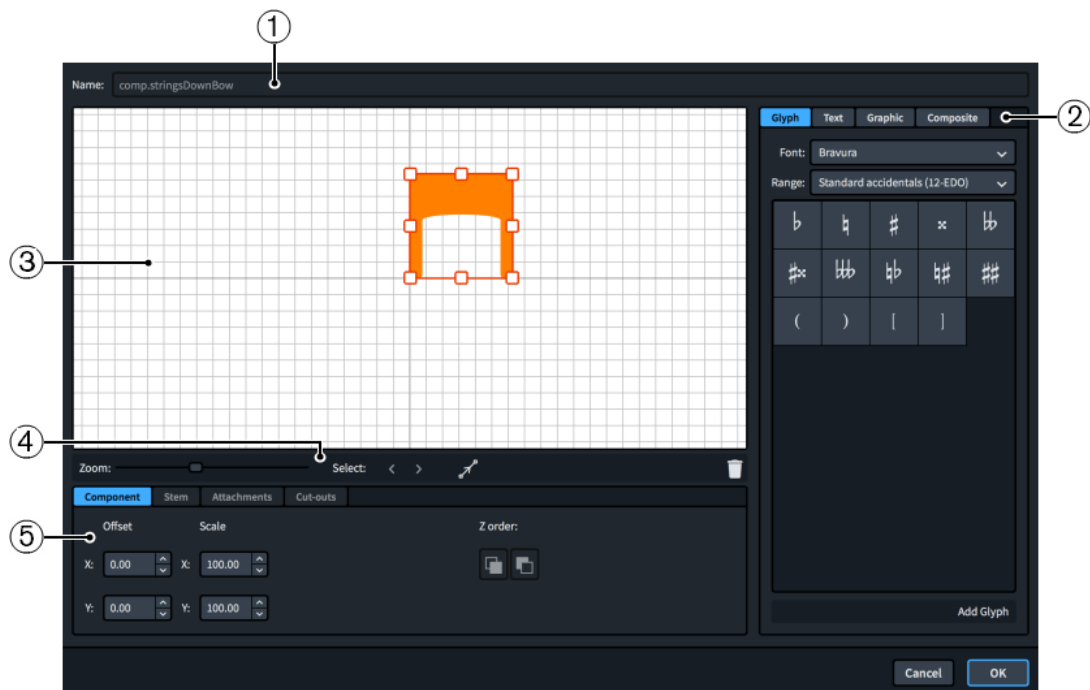 1
Name: comp.stringsDownBow
2
Glyph Text Graphic Composite
Font: Bravura
Range: Standard accidentals (12-EDO)
3
4
Zoom: Select: < >
Component Stem Attachments Cut-outs
5
Offset Scale Z order:
X: 0.00 X: 100.00
Y: 0.00 Y: 100.00
Add Glyph
Cancel OK